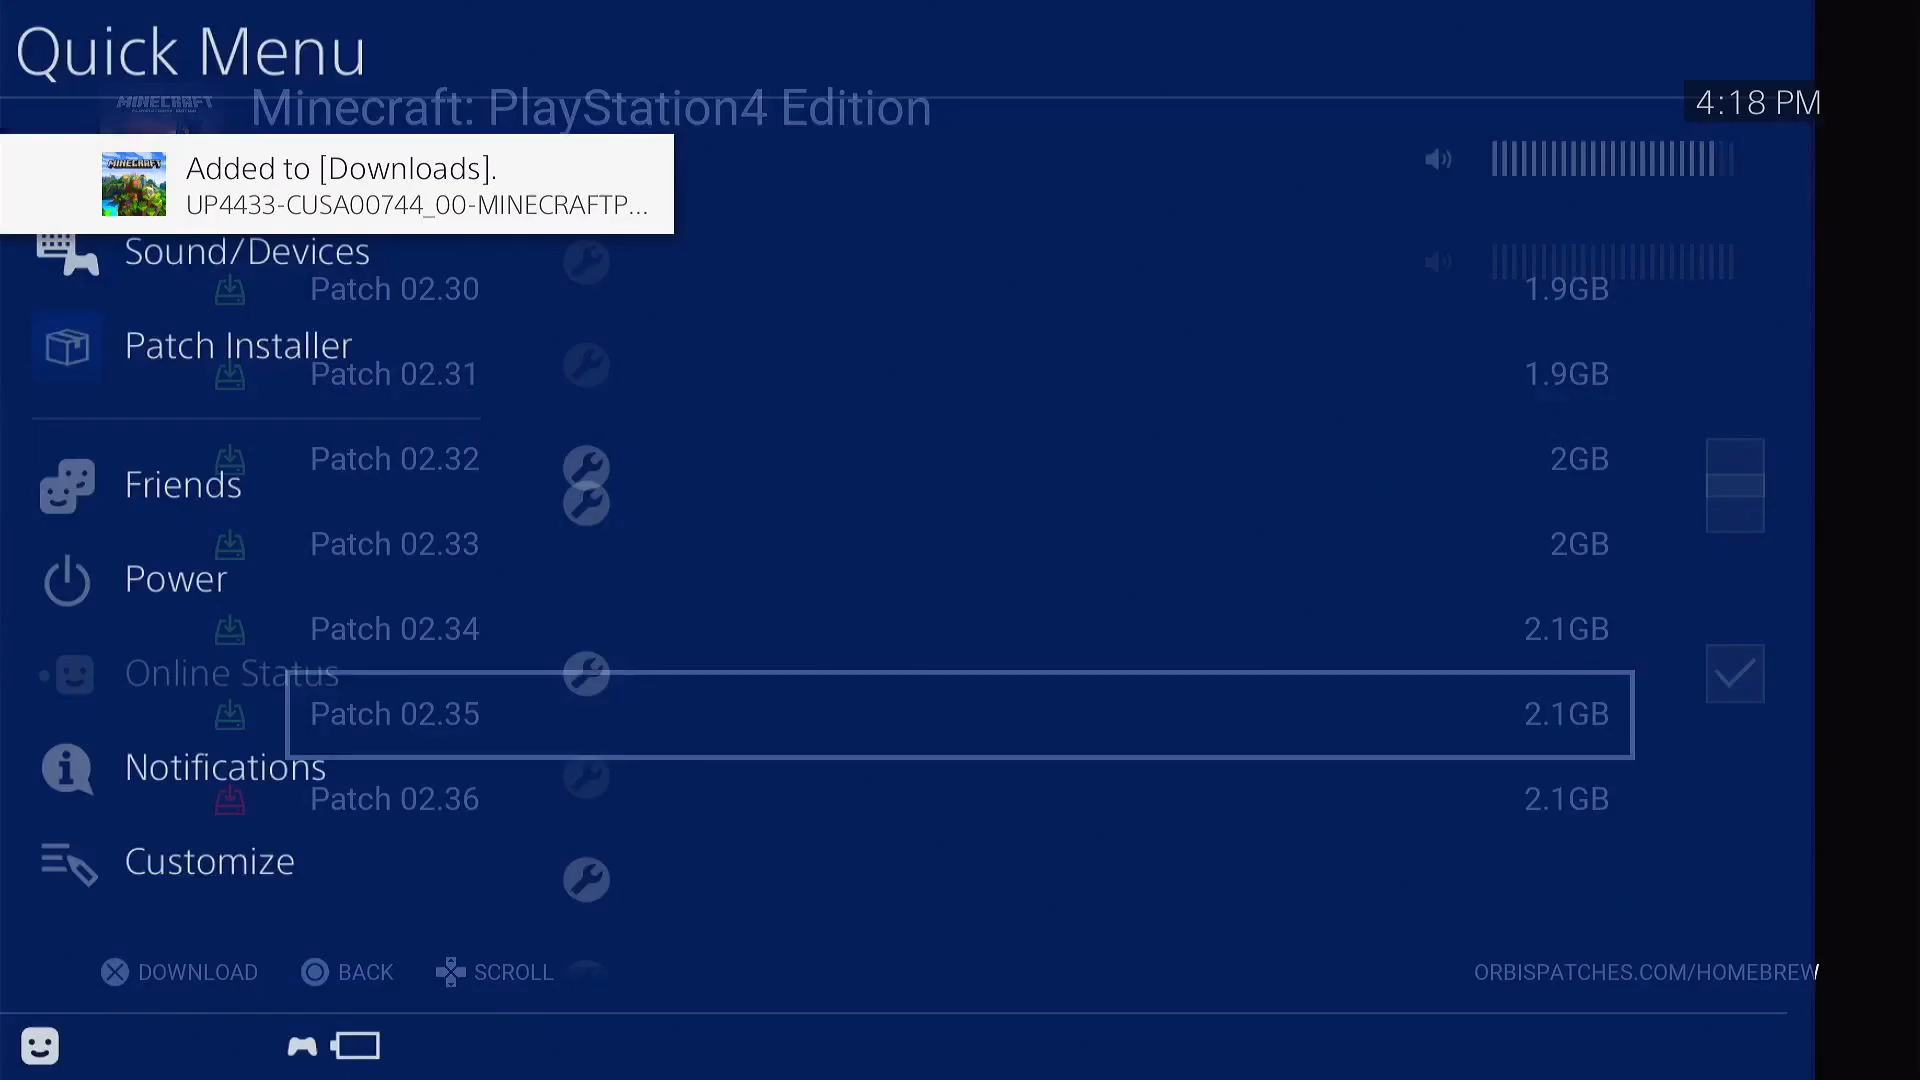 Quick Menu
MINECRAFT
Minecraft: PlayStation4 Edition
4:18 PM
MINECRAFT
Added to [Downloads].
UP4433-CUSA00744_00-MINECRAFTP...
Sound/Devices
Patch 02.30
1.9GB
Patch Installer
Patch 02.31
1.9GB
Patch 02.32
2GB
Friends
Patch 02.33
2GB
Power
Patch 02.34
2.1GB
Online Status
Patch 02.35
2.1GB
Notifications
Patch 02.36
2.1GB
Customize
DOWNLOAD
BACK
SCROLL
ORBISPATCHES.COM/HOMEBREW